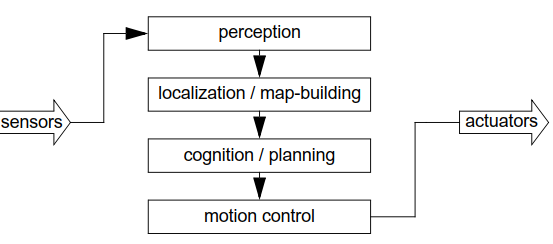 perception
localization / map-building
sensors
actuators
cognition / planning
motion control